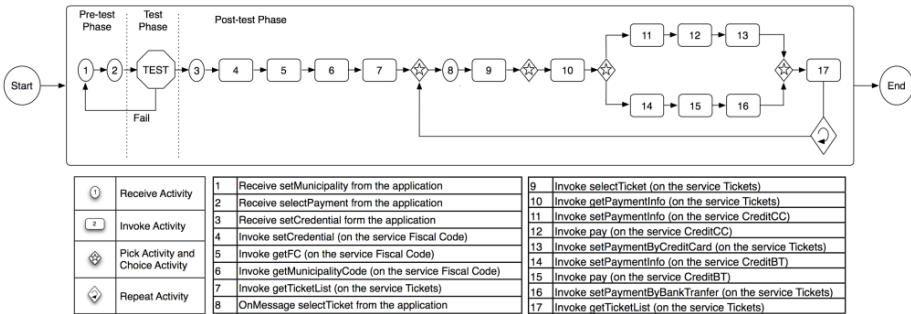 Pre-test
Phase
Test
Phase
Post-test Phase
Start
1
2
TEST
3
4
5
6
7
8
9
10
11
12
13
14
15
16
17
End
Fail
1 Receive Activity
2 Invoke Activity
Pick Activity and
Choice Activity
Repeat Activity
1 Receive setMunicipality from the application
2 Receive selectPayment from the application
3 Receive setCredential form the application
4 Invoke setCredential (on the service Fiscal Code)
5 Invoke getFC (on the service Fiscal Code)
6 Invoke getMunicipalityCode (on the service Fiscal Code)
7 Invoke getTicketList (on the service Tickets)
8 OnMessage selectTicket from the application
9 Invoke selectTicket (on the service Tickets)
10 Invoke getPaymentInfo (on the service Tickets)
11 Invoke setPaymentInfo (on the service CreditCC)
12 Invoke pay (on the service CreditCC)
13 Invoke setPaymentByCreditCard (on the service Tickets)
14 Invoke setPaymentInfo (on the service CreditBT)
15 Invoke pay (on the service CreditBT)
16 Invoke setPaymentByBankTranfer (on the service Tickets)
17 Invoke getTicketList (on the service Tickets)